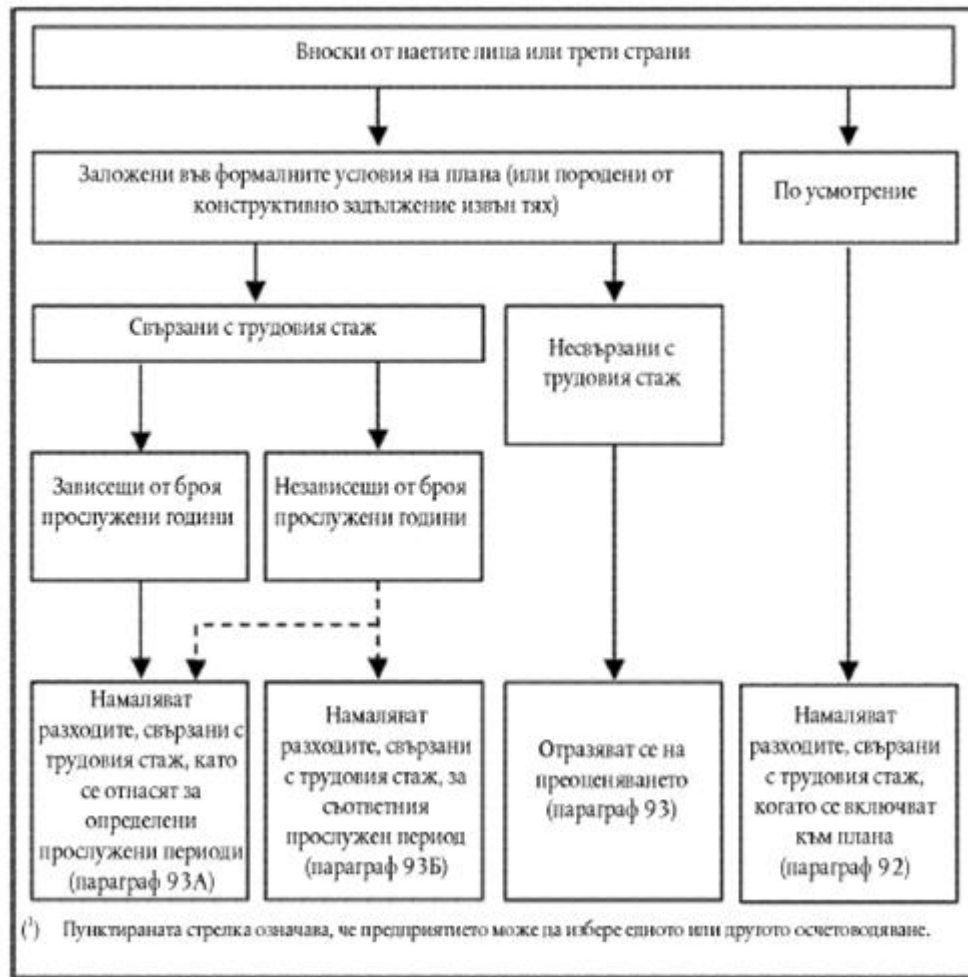 Вноски от наетите лица или трети страни
Заложени във формалните условия на плана (или породени от
конструктивно задължение извън тях)
По усмотрение
Свързани с трудовия стаж
Несвързани с
трудовия стаж
Зависещи от броя
прослужени години
Независещи от броя
прослужени години
Намаляват
разходите, свързани с
трудовия стаж, като
се отнасят за
определени
прослужени периоди
(параграф 93А)
Намаляват
разходите, свързани
с трудовия стаж, за
съответния
прослужен период
(параграф 93Б)
Отразяват се на
преоценяването
(параграф 93)
Намаляват
разходите, свързани
с трудовия стаж,
когато се включват
към плана
(параграф 92)
(¹) Пунктираната стрелка означава, че предприятието може да избере едното или другото осчетоводяване.